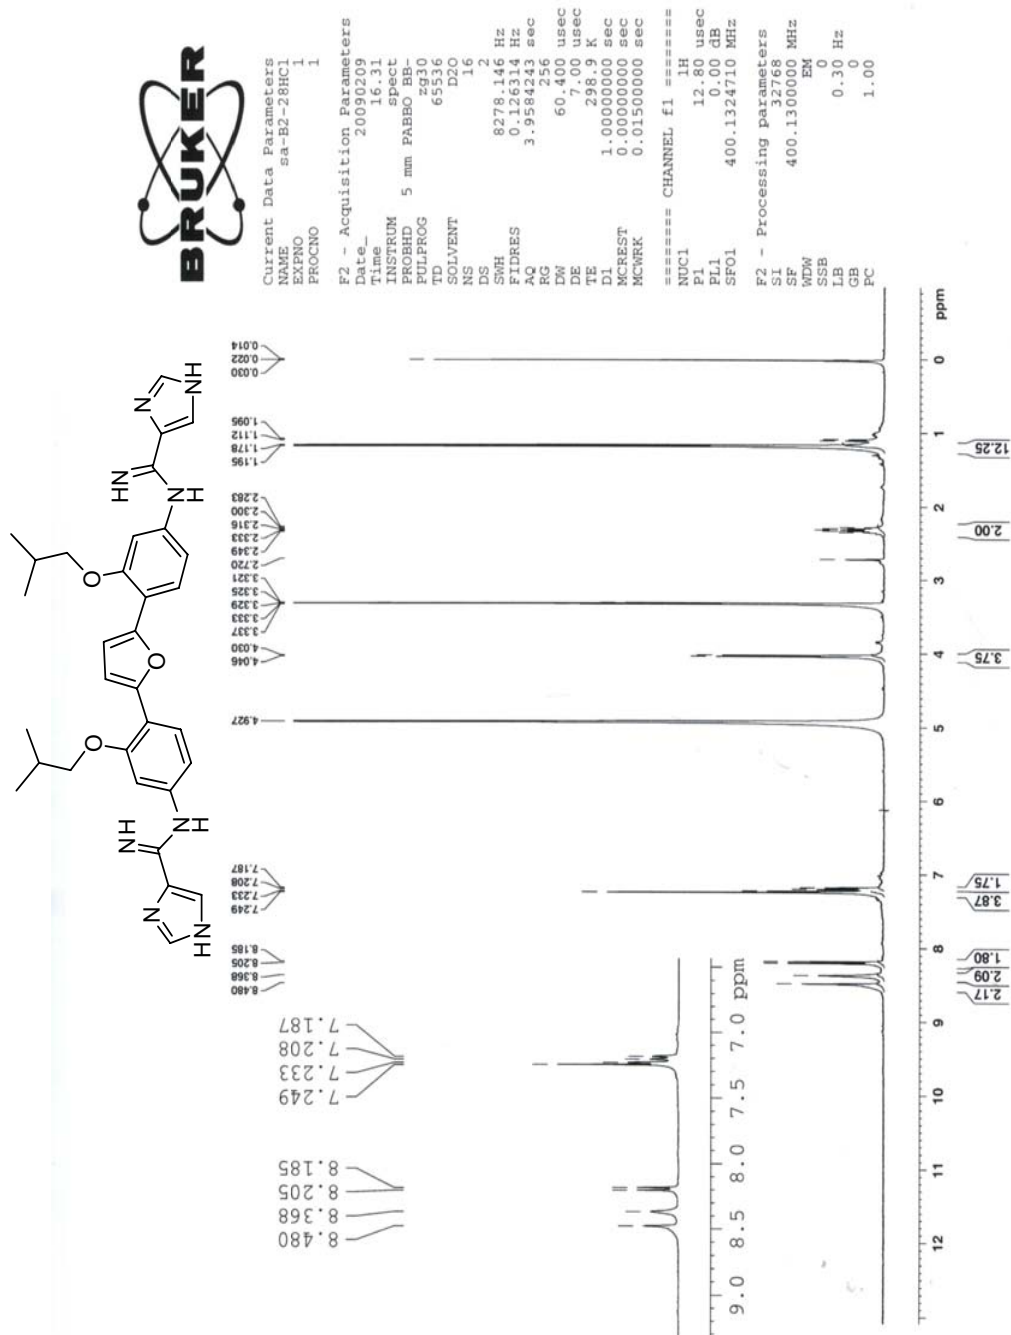 BRUKER
Current Data Parameters
NAME sa-B2-28HCl
EXPNO 1
PROCNO 1
F2 - Acquisition Parameters
Date_ 20090209
Time 16.31
INSTRUM spect
PROBHD 5 mm PABBO BB-
PULPROG zg30
TD 65536
SOLVENT D2O
NS 16
DS 2
SWH 8278.146 Hz
FIDRES 0.126314 Hz
AQ 3.9584243 sec
RG 256
DW 60.400 usec
DE 7.00 usec
TE 298.9 K
D1 1.00000000 sec
MCREST 0.00000000 sec
MCWRK 0.01500000 sec
======== CHANNEL f1 ========
NUC1 1H
P1 12.80 usec
PL1 0.00 dB
SFO1 400.1324710 MHz
F2 - Processing parameters
SI 32768
SF 400.1300000 MHz
WDW EM
SSB 0
LB 0.30 Hz
GB 0
PC 1.00
N
NH
HN
N
H
O
O
O
NH
N
H
N
NH
8.480
8.368
8.205
8.185
7.249
7.233
7.208
7.187
4.927
4.046
4.030
3.337
3.333
3.329
3.325
3.321
2.720
2.349
2.333
2.316
2.300
2.283
1.195
1.178
1.112
1.095
0.030
0.022
0.014
8.480
8.368
8.205
8.185
7.249
7.233
7.208
7.187
9.0 8.5 8.0 7.5 7.0 ppm
12 11 10 9 8 7 6 5 4 3 2 1 0 ppm
2.17
2.09
1.80
3.87
1.75
3.75
2.00
12.25